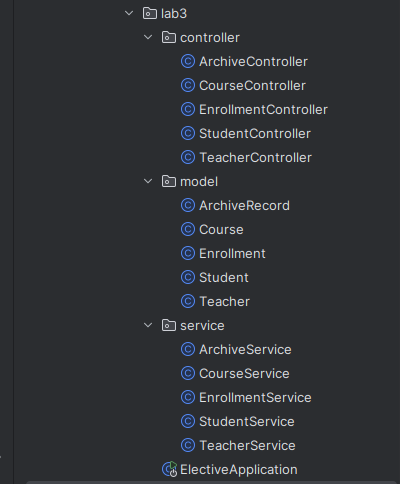 lab3
controller
ArchiveController
CourseController
EnrollmentController
StudentController
TeacherController
model
ArchiveRecord
Course
Enrollment
Student
Teacher
service
ArchiveService
CourseService
EnrollmentService
StudentService
TeacherService
ElectiveApplication